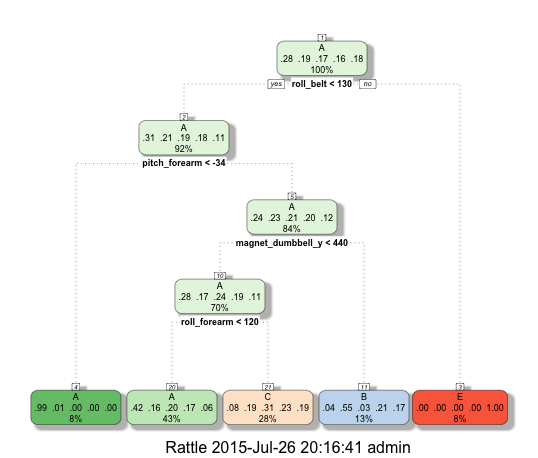 1
A
.28 .19 .17 .16 .18
100%
yes roll_belt < 130 no
2
A
.31 .21 .19 .18 .11
92%
pitch_forearm < -34
5
A
.24 .23 .21 .20 .12
84%
magnet_dumbbell_y < 440
10
A
.28 .17 .24 .19 .11
70%
roll_forearm < 120
4
A
.99 .01 .00 .00 .00
8%
20
A
.42 .16 .20 .17 .06
43%
21
C
.08 .19 .31 .23 .19
28%
11
B
.04 .55 .03 .21 .17
13%
3
E
.00 .00 .00 .00 1.00
8%
Rattle 2015-Jul-26 20:16:41 admin